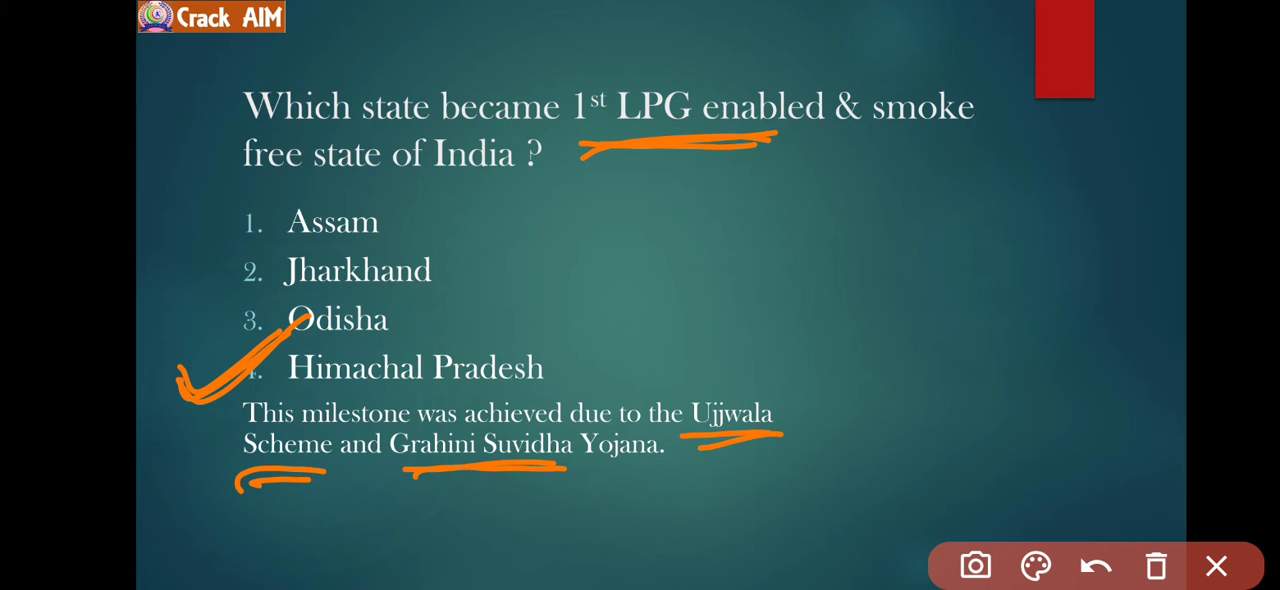 Crack AIM
Which state became 1st LPG enabled & smoke
free state of India ?
1. Assam
2. Jharkhand
3. Odisha
4. Himachal Pradesh
This milestone was achieved due to the Ujjwala
Scheme and Grahini Suvidha Yojana.